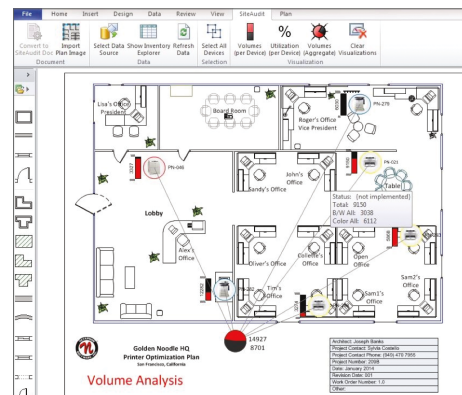 File Home Insert Design Data Review View SiteAudit Plan
Convert to SiteAudit Doc
Import Plan Image
Select Data Source
Show Inventory Explorer
Refresh Data
Select All Devices
Volumes (per Device)
Utilization (per Device)
Volumes (Aggregate)
Clear Visualizations
Document Data Selection Visualization
Lisa's Office
President
Board Room
Roger's Office
Vice President
PN-279
PN-046
John's Office
PN-021
Sandy's Office
Table
Status: (not implemented)
Total: 9150
B/W All: 3038
Color All: 6112
Lobby
Alex's Office
Oliver's Office
Collette's Office
Open Office
Sam2's Office
Tim's Office
Sam1's Office
14927
8701
Golden Noodle HQ
Printer Optimization Plan
San Francisco, California
Volume Analysis
Architect: Joseph Banks
Project Contact: Sylvia Costello
Project Contact Phone: (949) 470 7955
Project Number: 2099
Date: January 2014
Revision Date: 001
Work Order Number: 1.0
Other: